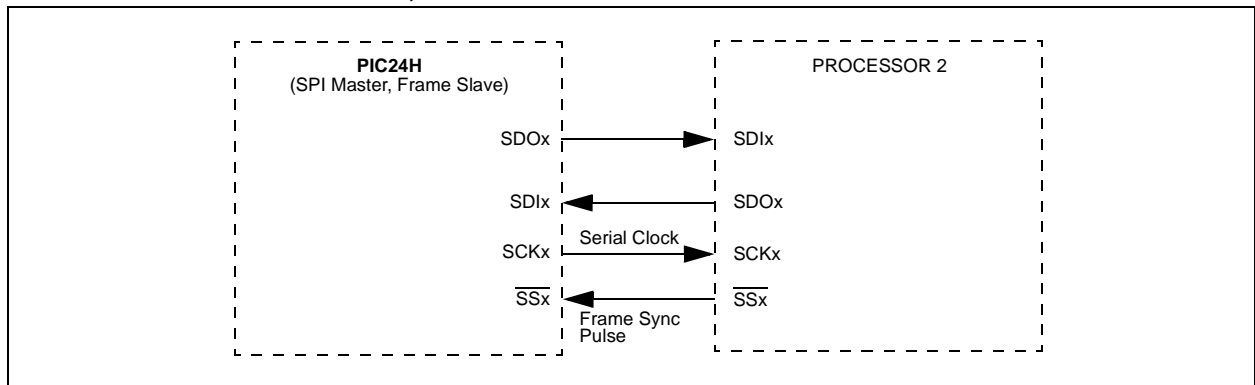 PIC24H
(SPI Master, Frame Slave)
PROCESSOR 2
SDOx
SDIx
SDIx
SDOx
SCKx
Serial Clock
SCKx
SSx
Frame Sync
Pulse
SSx